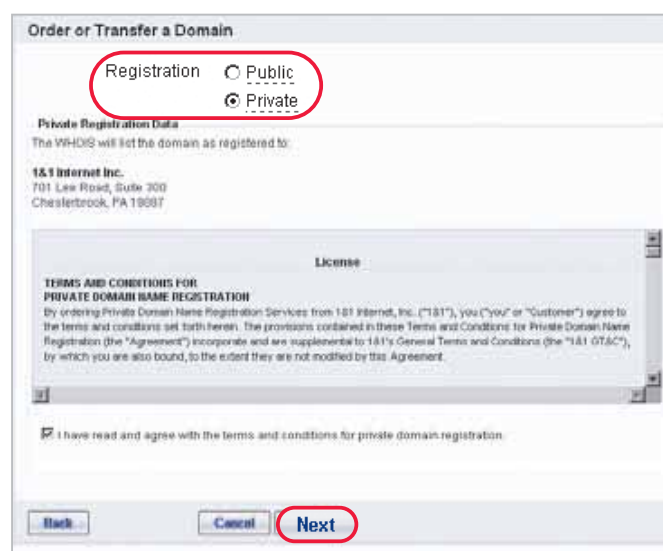 Order or Transfer a Domain
Registration
Public
Private
Private Registration Data
The WHOIS will list the domain as registered to:
1&1 Internet Inc.
701 Lee Road, Suite 300
Chesterbrook, PA 19087
License
TERMS AND CONDITIONS FOR
PRIVATE DOMAIN NAME REGISTRATION
By ordering Private Domain Name Registration Services from 1&1 Internet, Inc. ("1&1"), you ("you" or "Customer") agree to
the terms and conditions set forth herein. The provisions contained in these Terms and Conditions for Private Domain Name
Registration (the "Agreement") incorporate and are supplemental to 1&1's General Terms and Conditions (the "1&1 GT&C"),
by which you are also bound, to the extent they are not modified by this Agreement.
I have read and agree with the terms and conditions for private domain registration.
Back
Cancel
Next